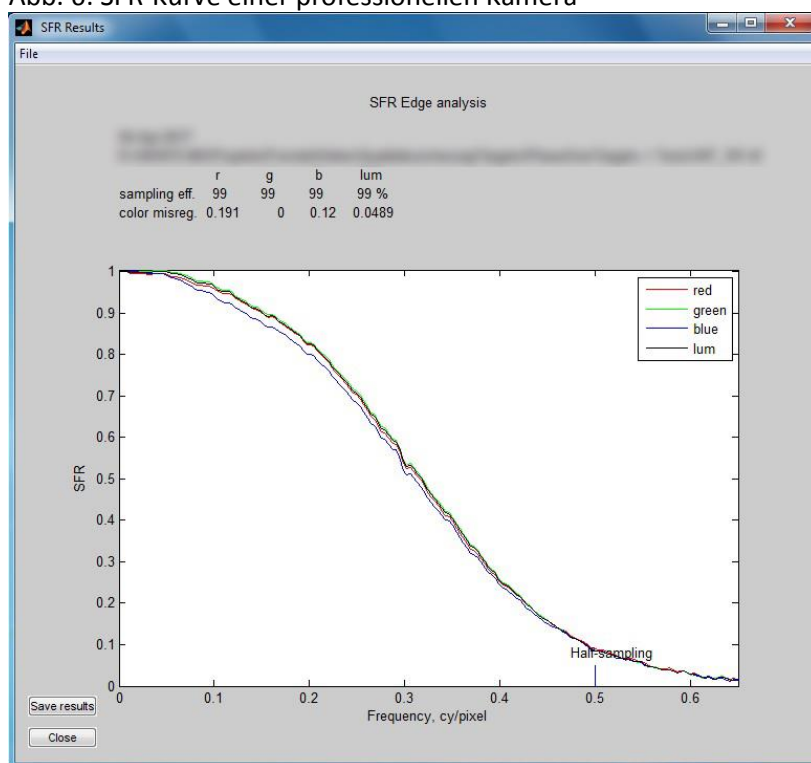 Abb. 6: SFR-Kurve einer professionellen Kamera
SFR Results
File
SFR Edge analysis
r g b lum
sampling eff. 99 99 99 99 %
color misreg. 0.191 0 0.12 0.0489
1
0.9
0.8
0.7
0.6
0.5
0.4
0.3
0.2
0.1
0
SFR
red
green
blue
lum
Half-sampling
0 0.1 0.2 0.3 0.4 0.5 0.6
Frequency, cy/pixel
Save results
Close